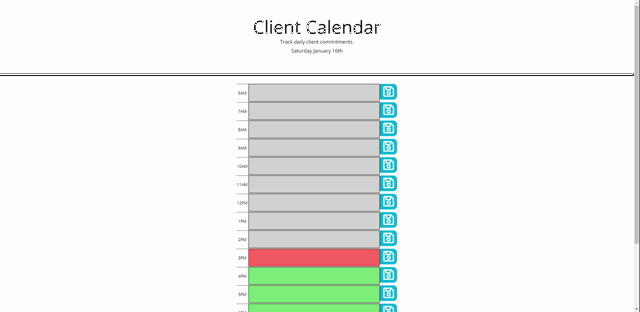 Client Calendar
Track daily client commitments.
Saturday January 16th
6AM
7AM
8AM
9AM
10AM
11AM
12PM
1PM
2PM
3PM
4PM
5PM